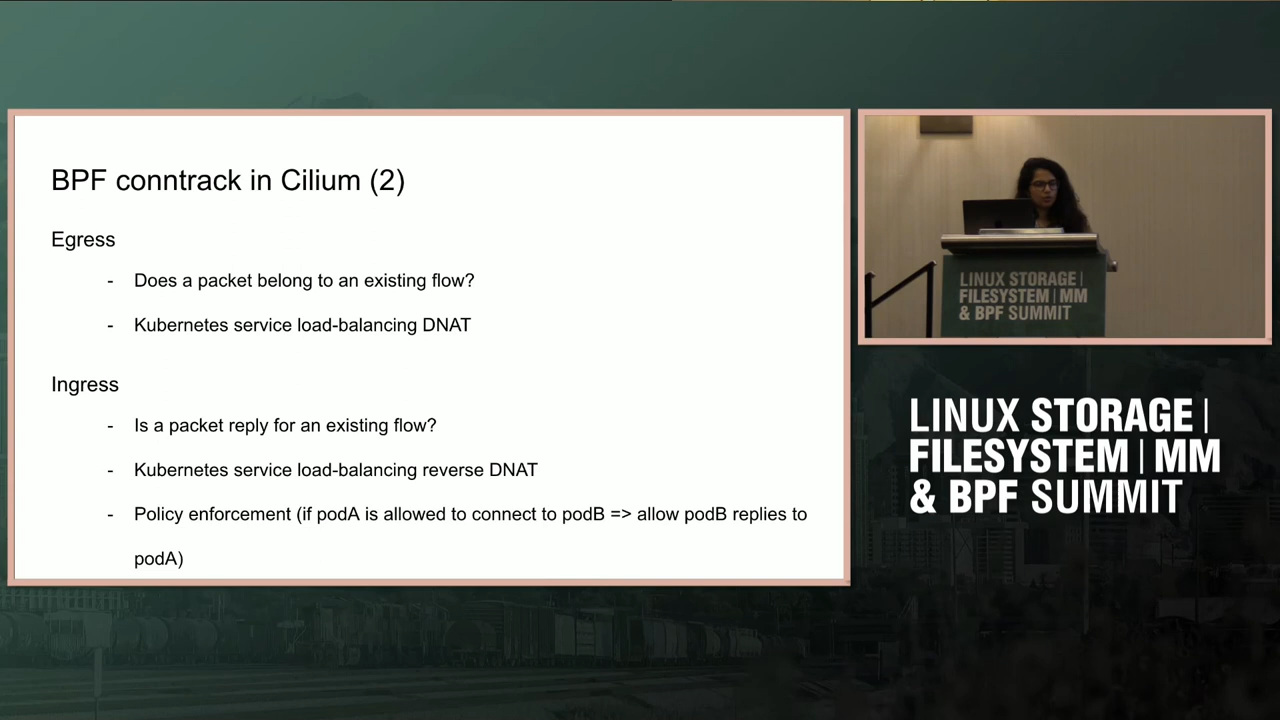 BPF conntrack in Cilium (2)
Egress
- Does a packet belong to an existing flow?
- Kubernetes service load-balancing DNAT
Ingress
- Is a packet reply for an existing flow?
- Kubernetes service load-balancing reverse DNAT
- Policy enforcement (if podA is allowed to connect to podB => allow podB replies to
podA)
LINUX STORAGE |
FILESYSTEM | MM
& BPF SUMMIT
LINUX STORAGE |
FILESYSTEM | MM
& BPF SUMMIT